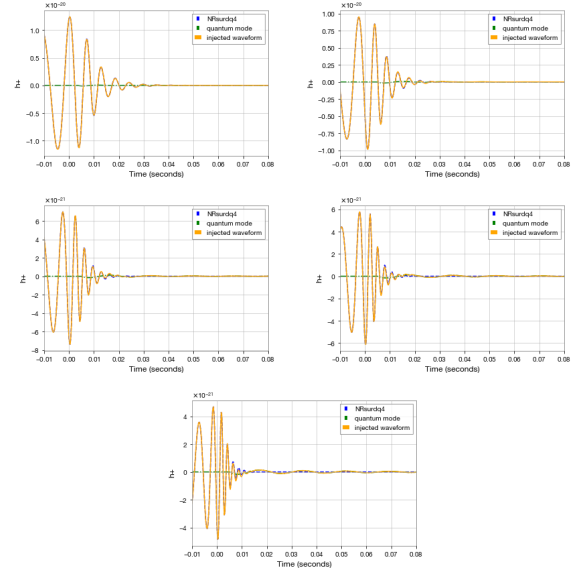 ×10⁻²⁰
NRsurdq4
quantum mode
injected waveform
h+
1.0
0.5
0.0
−0.5
−1.0
−0.01 0.00 0.01 0.02 0.03 0.04 0.05 0.06 0.07 0.08
Time (seconds)
×10⁻²⁰
NRsurdq4
quantum mode
injected waveform
h+
1.00
0.75
0.50
0.25
0.00
−0.25
−0.50
−0.75
−1.00
−0.01 0.00 0.01 0.02 0.03 0.04 0.05 0.06 0.07 0.08
Time (seconds)
×10⁻²¹
NRsurdq4
quantum mode
injected waveform
h+
6
4
2
0
−2
−4
−6
−8
−0.01 0.00 0.01 0.02 0.03 0.04 0.05 0.06 0.07 0.08
Time (seconds)
×10⁻²¹
NRsurdq4
quantum mode
injected waveform
h+
6
4
2
0
−2
−4
−6
−0.01 0.00 0.01 0.02 0.03 0.04 0.05 0.06 0.07 0.08
Time (seconds)
×10⁻²¹
NRsurdq4
quantum mode
injected waveform
h+
4
2
0
−2
−4
−0.01 0.00 0.01 0.02 0.03 0.04 0.05 0.06 0.07 0.08
Time (seconds)